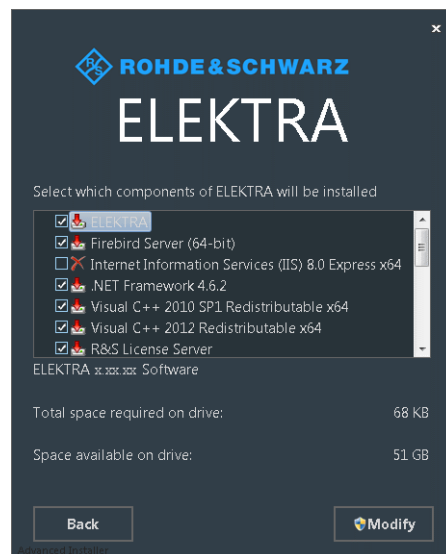 x
R&S ROHDE&SCHWARZ
ELEKTRA
Select which components of ELEKTRA will be installed
ELEKTRA
Firebird Server (64-bit)
Internet Information Services (IIS) 8.0 Express x64
.NET Framework 4.6.2
Visual C++ 2010 SP1 Redistributable x64
Visual C++ 2012 Redistributable x64
R&S License Server
ELEKTRA x.xx.xx Software
Total space required on drive: 68 KB
Space available on drive: 51 GB
Back Modify
Advanced Installer